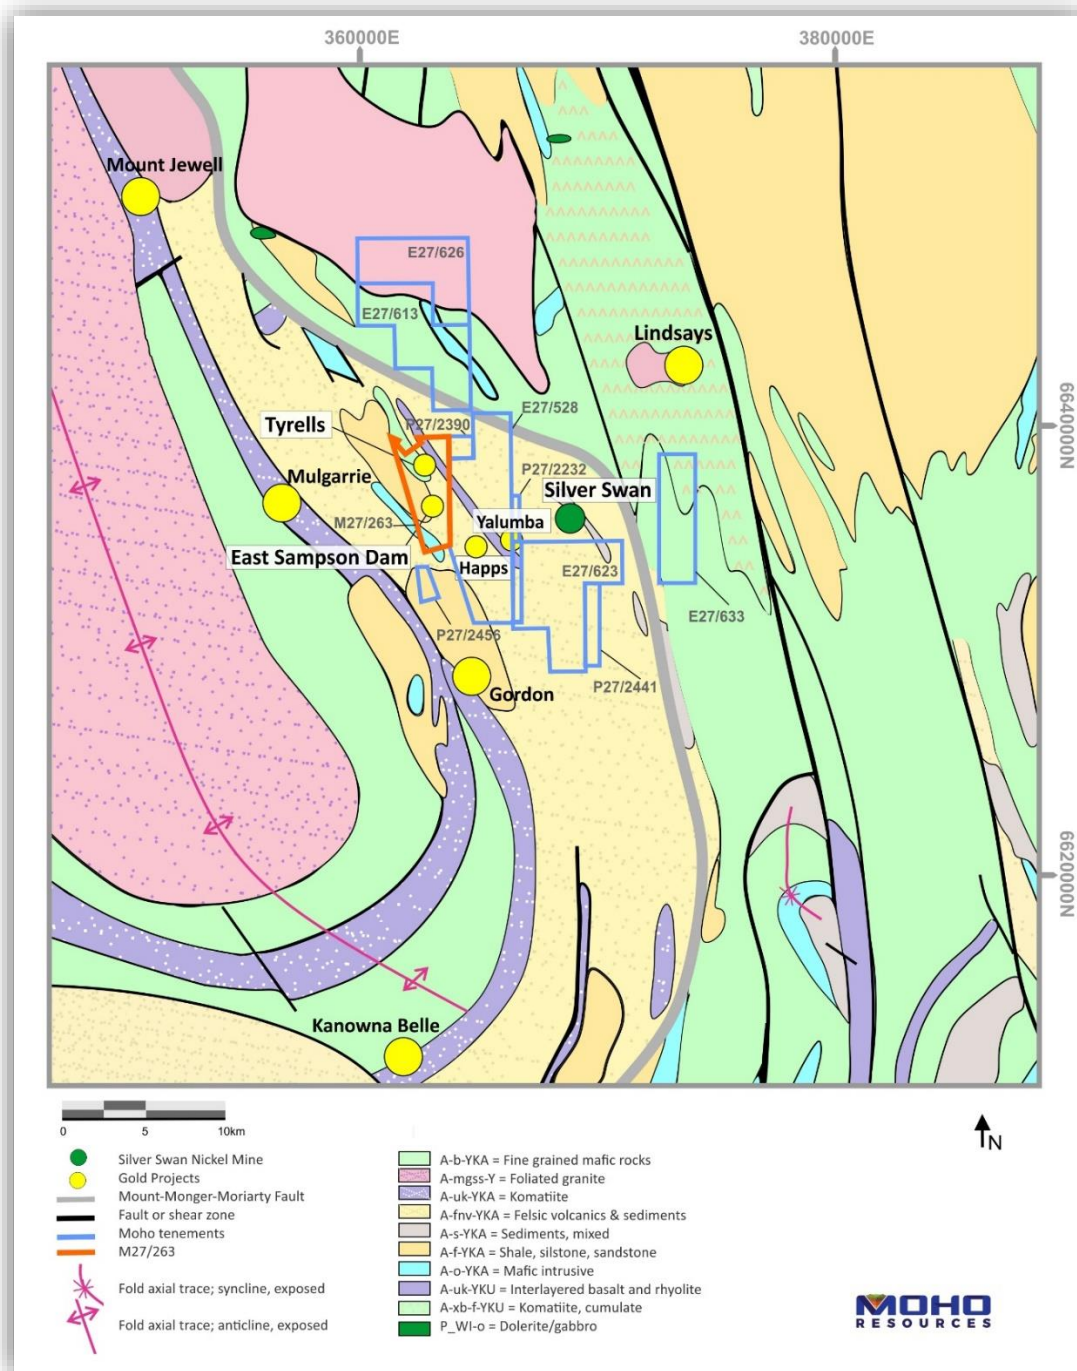 360000E
380000E
Mount Jewell
E27/626
E27/613
Lindsays
6640000N
E27/528
P27/2390
Tyrells
P27/2232
Mulgarrie
Silver Swan
M27/263
Yalumba
East Sampson Dam
Happs
E27/623
E27/633
P27/2456
P27/2441
Gordon
6620000N
Kanowna Belle
0 5 10km
N
Silver Swan Nickel Mine
Gold Projects
Mount-Monger-Moriarty Fault
Fault or shear zone
Moho tenements
M27/263
Fold axial trace; syncline, exposed
Fold axial trace; anticline, exposed
A-b-YKA = Fine grained mafic rocks
A-mgss-Y = Foliated granite
A-uk-YKA = Komatiite
A-fnv-YKA = Felsic volcanics & sediments
A-s-YKA = Sediments, mixed
A-f-YKA = Shale, silstone, sandstone
A-o-YKA = Mafic intrusive
A-uk-YKU = Interlayered basalt and rhyolite
A-xb-f-YKU = Komatiite, cumulate
P_WI-o = Dolerite/gabbro
MOHO
RESOURCES